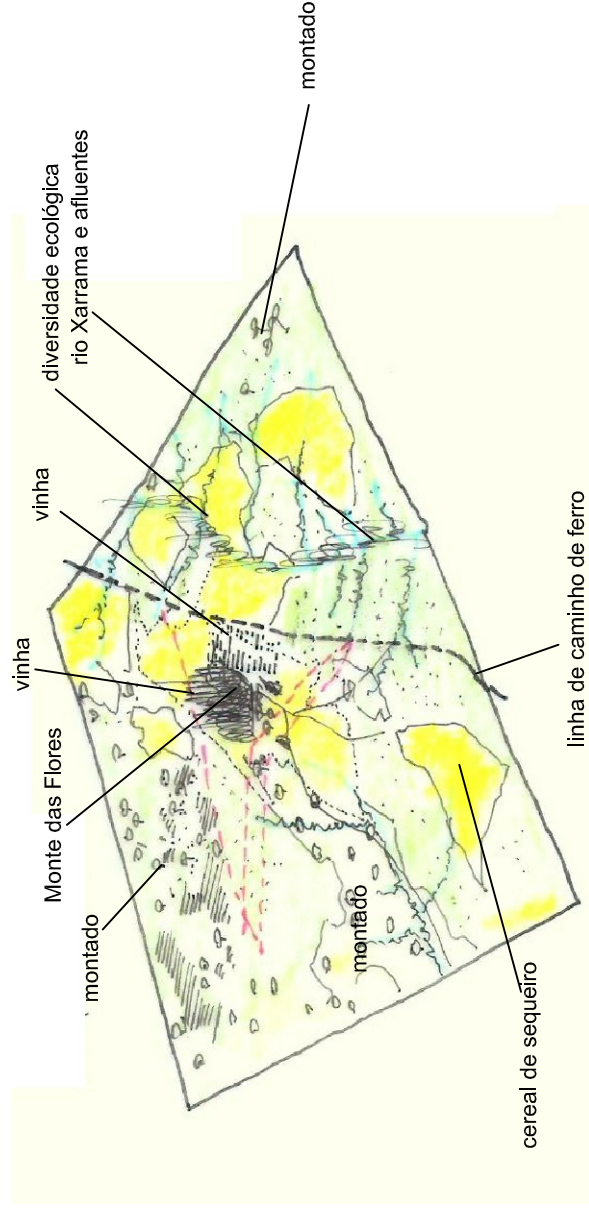 vinha
vinha
Monte das Flores
diversidade ecológica
rio Xarrama e afluentes
montado
montado
montado
cereal de sequeiro
linha de caminho de ferro